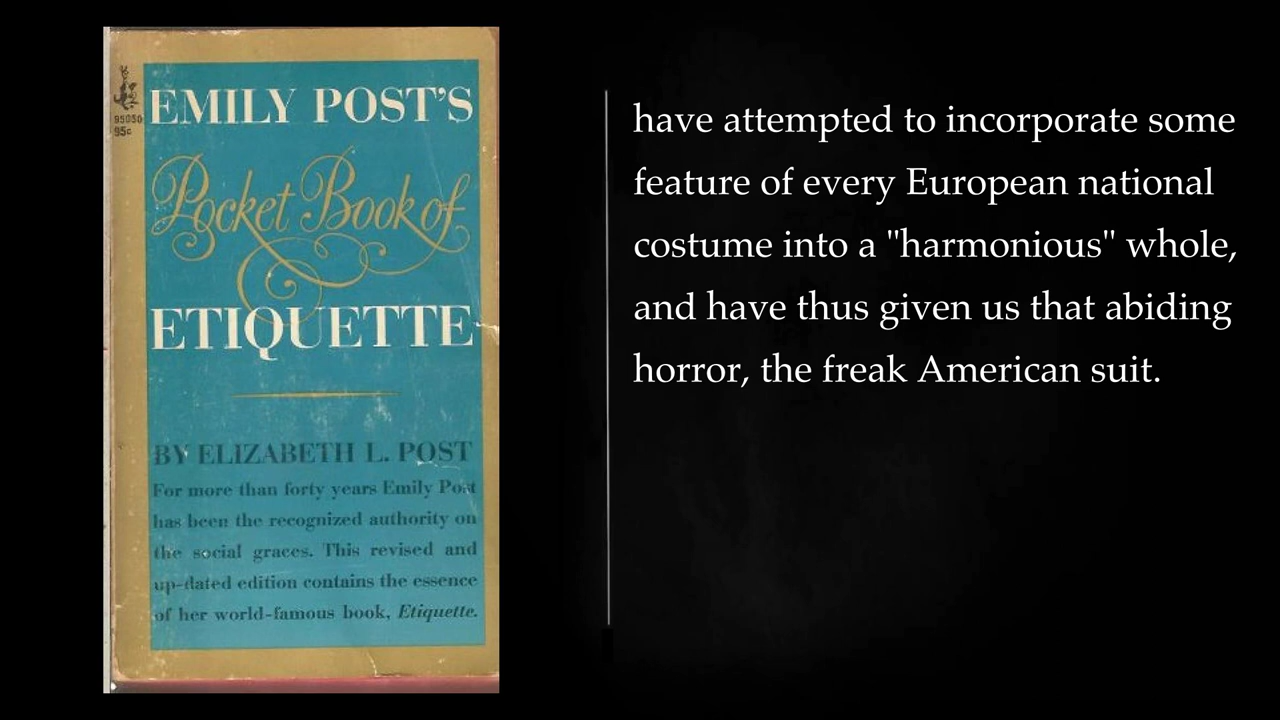 95050
95c
EMILY POST'S
Pocket Book of
ETIQUETTE
BY ELIZABETH L. POST
For more than forty years Emily Post
has been the recognized authority on
the social graces. This revised and
up-dated edition contains the essence
of her world-famous book, Etiquette.
have attempted to incorporate some
feature of every European national
costume into a "harmonious" whole,
and have thus given us that abiding
horror, the freak American suit.